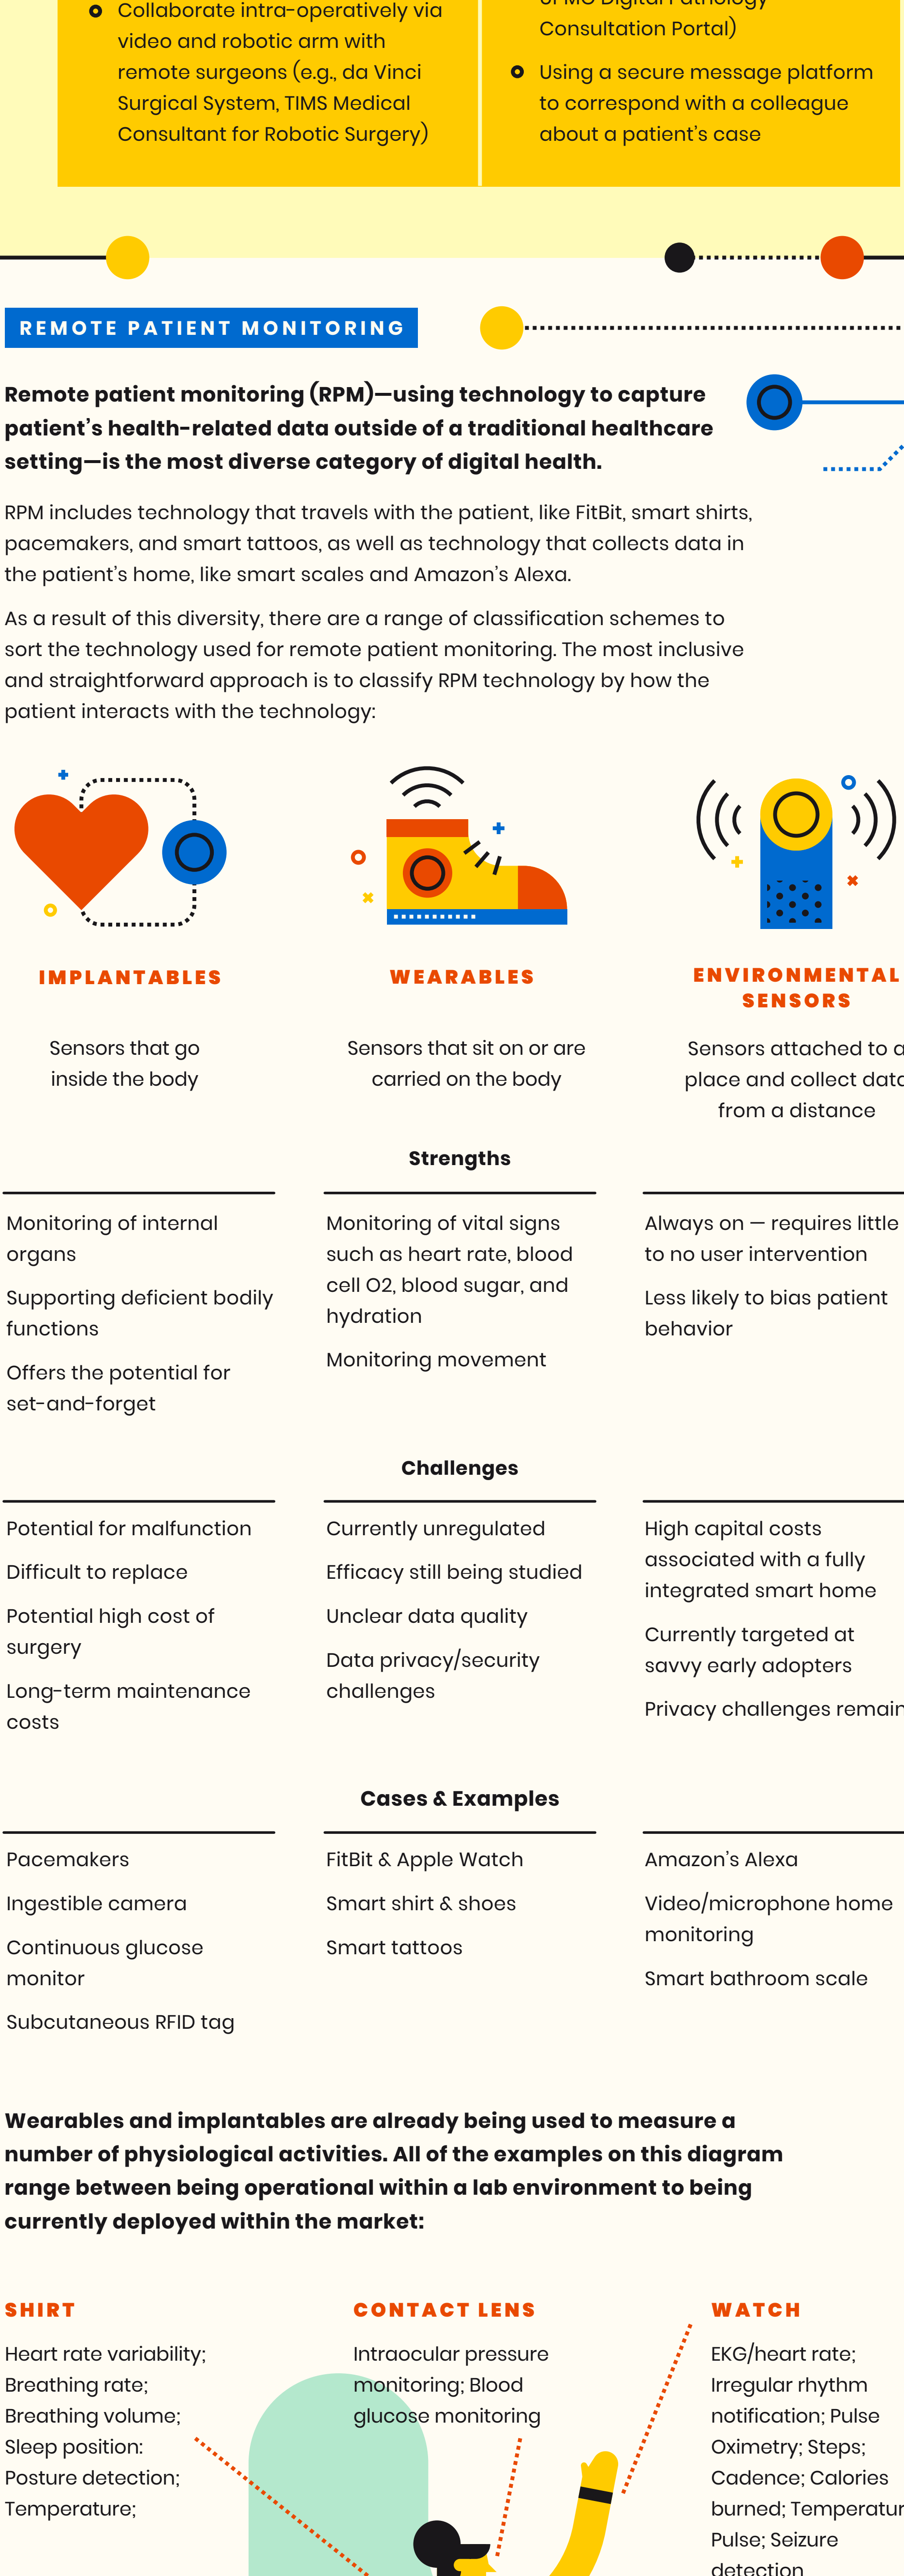 Collaborate intra-operatively via
video and robotic arm with
remote surgeons (e.g., da Vinci
Surgical System, TIMS Medical
Consultant for Robotic Surgery)
UPMC Digital Pathology
Consultation Portal)
Using a secure message platform
to correspond with a colleague
about a patient’s case
REMOTE PATIENT MONITORING
Remote patient monitoring (RPM)—using technology to capture
patient’s health-related data outside of a traditional healthcare
setting—is the most diverse category of digital health.
RPM includes technology that travels with the patient, like FitBit, smart shirts,
pacemakers, and smart tattoos, as well as technology that collects data in
the patient’s home, like smart scales and Amazon’s Alexa.
As a result of this diversity, there are a range of classification schemes to
sort the technology used for remote patient monitoring. The most inclusive
and straightforward approach is to classify RPM technology by how the
patient interacts with the technology:
IMPLANTABLES
Sensors that go
inside the body
WEARABLES
Sensors that sit on or are
carried on the body
ENVIRONMENTAL
SENSORS
Sensors attached to a
place and collect data
from a distance
Strengths
Monitoring of internal
organs
Supporting deficient bodily
functions
Offers the potential for
set-and-forget
Monitoring of vital signs
such as heart rate, blood
cell O2, blood sugar, and
hydration
Monitoring movement
Always on — requires little
to no user intervention
Less likely to bias patient
behavior
Challenges
Potential for malfunction
Difficult to replace
Potential high cost of
surgery
Long-term maintenance
costs
Currently unregulated
Efficacy still being studied
Unclear data quality
Data privacy/security
challenges
High capital costs
associated with a fully
integrated smart home
Currently targeted at
savvy early adopters
Privacy challenges remain
Cases & Examples
Pacemakers
Ingestible camera
Continuous glucose
monitor
Subcutaneous RFID tag
FitBit & Apple Watch
Smart shirt & shoes
Smart tattoos
Amazon’s Alexa
Video/microphone home
monitoring
Smart bathroom scale
Wearables and implantables are already being used to measure a
number of physiological activities. All of the examples on this diagram
range between being operational within a lab environment to being
currently deployed within the market:
SHIRT
Heart rate variability;
Breathing rate;
Breathing volume;
Sleep position:
Posture detection;
Temperature;
CONTACT LENS
Intraocular pressure
monitoring; Blood
glucose monitoring
WATCH
EKG/heart rate;
Irregular rhythm
notification; Pulse
Oximetry; Steps;
Cadence; Calories
burned; Temperatur
Pulse; Seizure
detection